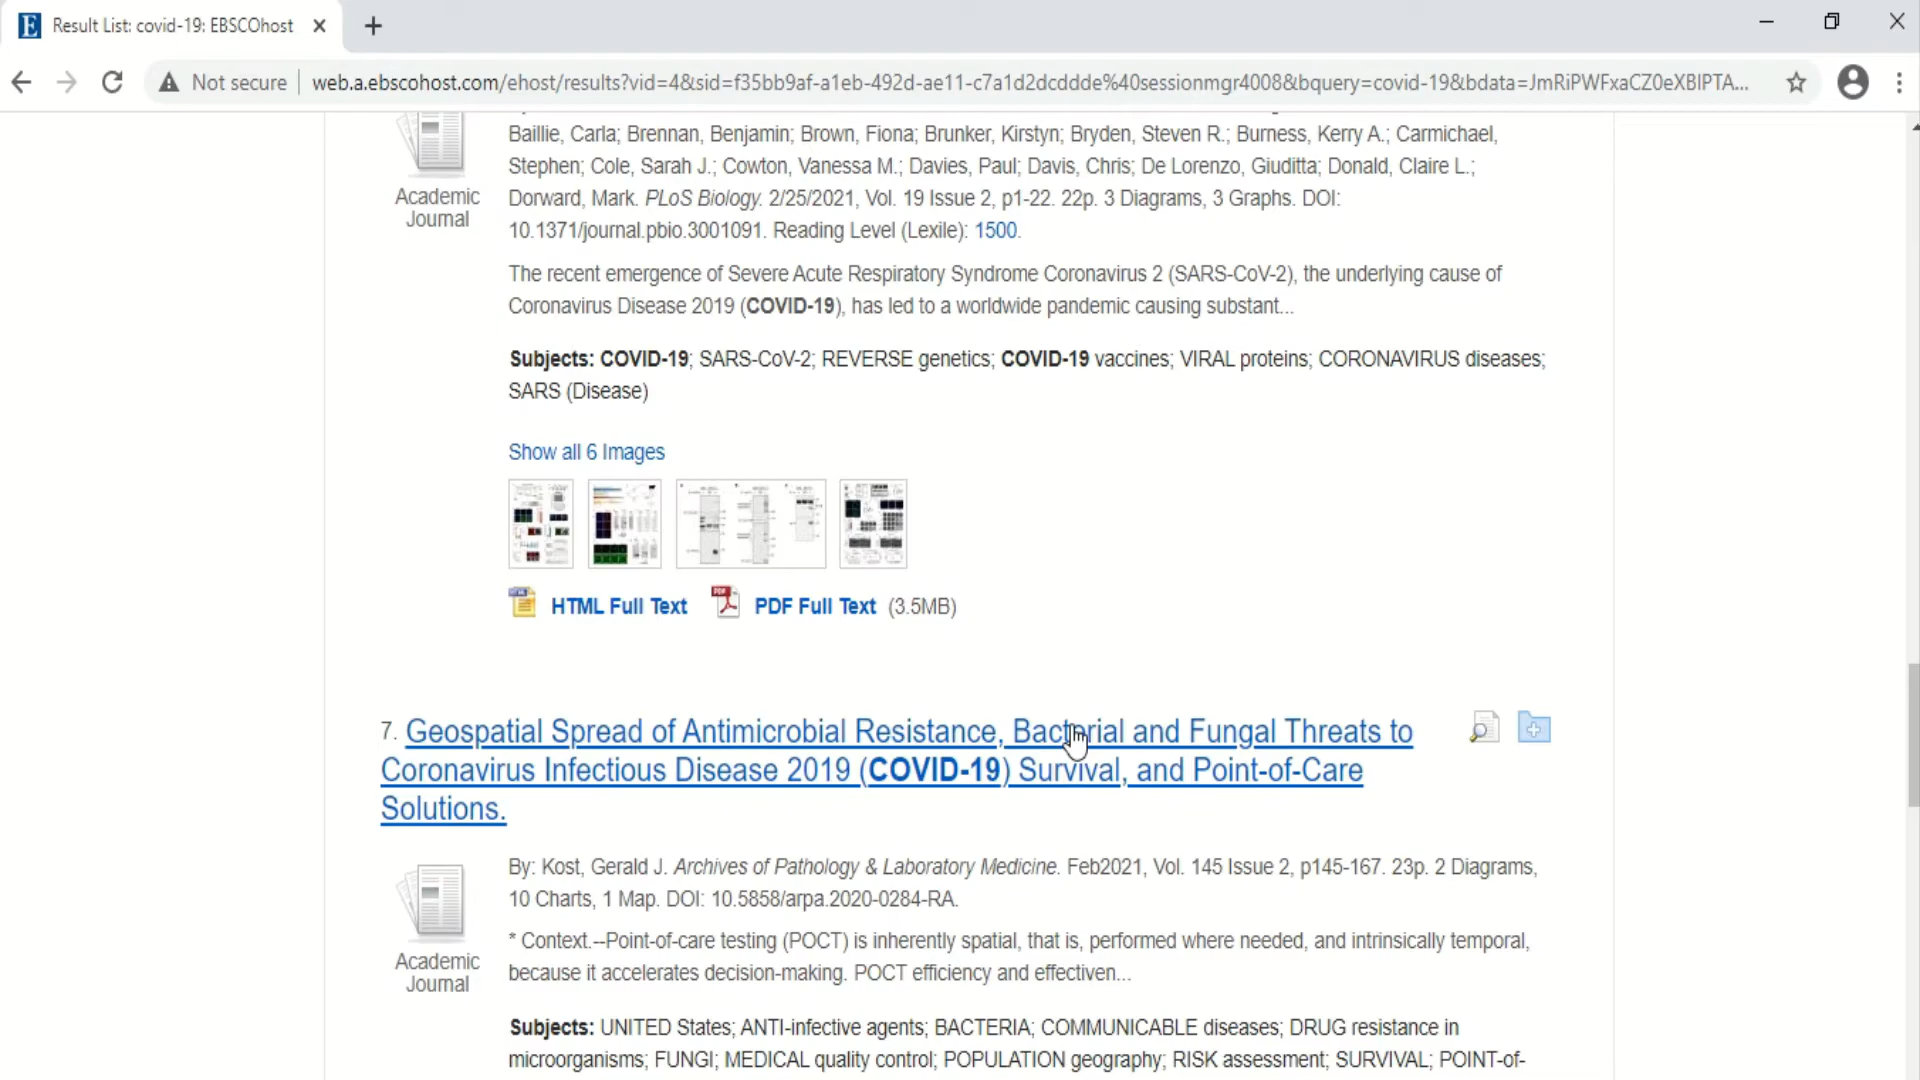 Result List: covid-19: EBSCOhost
Not secure
web.a.ebscohost.com/ehost/results?vid=4&sid=f35bb9af-a1eb-492d-ae11-c7a1d2dcddde%40sessionmgr4008&bquery=covid-19&bdata=JmRiPWFxaCZ0eXBlPTA...
Baillie, Carla; Brennan, Benjamin; Brown, Fiona; Brunker, Kirstyn; Bryden, Steven R.; Burness, Kerry A.; Carmichael,
Stephen; Cole, Sarah J.; Cowton, Vanessa M.; Davies, Paul; Davis, Chris; De Lorenzo, Giuditta; Donald, Claire L.;
Academic
Journal
Dorward, Mark. PLoS Biology. 2/25/2021, Vol. 19 Issue 2, p1-22. 22p. 3 Diagrams, 3 Graphs. DOI:
10.1371/journal.pbio.3001091. Reading Level (Lexile): 1500.
The recent emergence of Severe Acute Respiratory Syndrome Coronavirus 2 (SARS-CoV-2), the underlying cause of
Coronavirus Disease 2019 (COVID-19), has led to a worldwide pandemic causing substant...
Subjects: COVID-19; SARS-CoV-2; REVERSE genetics; COVID-19 vaccines; VIRAL proteins; CORONAVIRUS diseases;
SARS (Disease)
Show all 6 Images
HTML Full Text PDF Full Text (3.5MB)
7. Geospatial Spread of Antimicrobial Resistance, Bacterial and Fungal Threats to
Coronavirus Infectious Disease 2019 (COVID-19) Survival, and Point-of-Care
Solutions.
By: Kost, Gerald J. Archives of Pathology & Laboratory Medicine. Feb2021, Vol. 145 Issue 2, p145-167. 23p. 2 Diagrams,
10 Charts, 1 Map. DOI: 10.5858/arpa.2020-0284-RA.
Academic
Journal
* Context.--Point-of-care testing (POCT) is inherently spatial, that is, performed where needed, and intrinsically temporal,
because it accelerates decision-making. POCT efficiency and effectiven...
Subjects: UNITED States; ANTI-infective agents; BACTERIA; COMMUNICABLE diseases; DRUG resistance in
microorganisms; FUNGI; MEDICAL quality control; POPULATION geography; RISK assessment; SURVIVAL; POINT-of-